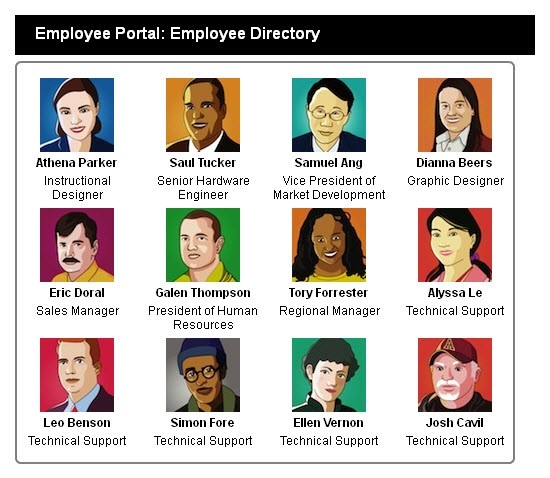 Employee Portal: Employee Directory
Athena Parker
Instructional
Designer
Saul Tucker
Senior Hardware
Engineer
Samuel Ang
Vice President of
Market Development
Dianna Beers
Graphic Designer
Eric Doral
Sales Manager
Galen Thompson
President of Human
Resources
Tory Forrester
Regional Manager
Alyssa Le
Technical Support
Leo Benson
Technical Support
Simon Fore
Technical Support
Ellen Vernon
Technical Support
Josh Cavil
Technical Support